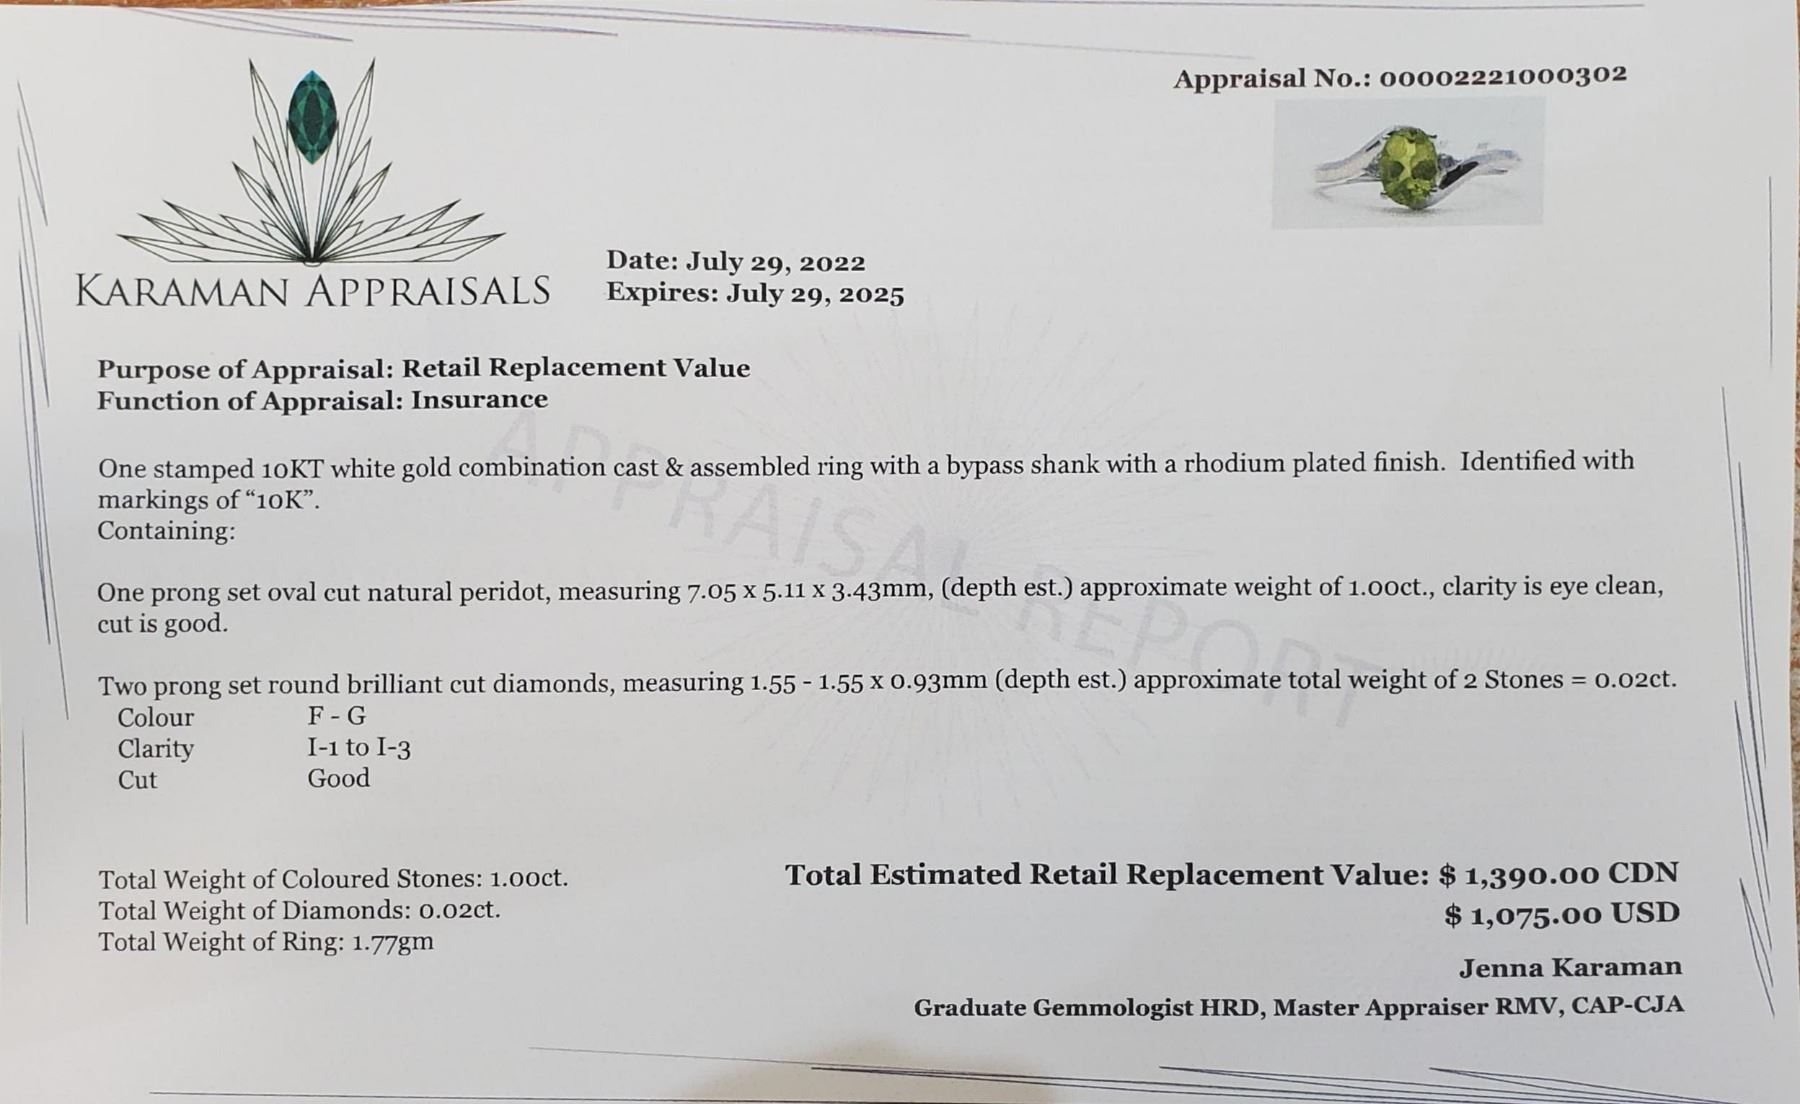 Appraisal No.: 00002221000302
KARAMAN APPRAISALS
Date: July 29, 2022
Expires: July 29, 2025
Purpose of Appraisal: Retail Replacement Value
Function of Appraisal: Insurance
One stamped 10KT white gold combination cast & assembled ring with a bypass shank with a rhodium plated finish. Identified with
markings of “10K”.
Containing:
One prong set oval cut natural peridot, measuring 7.05 x 5.11 x 3.43mm, (depth est.) approximate weight of 1.00ct., clarity is eye clean,
cut is good.
Two prong set round brilliant cut diamonds, measuring 1.55 - 1.55 x 0.93mm (depth est.) approximate total weight of 2 Stones = 0.02ct.
Colour F - G
Clarity I-1 to I-3
Cut Good
APPRAISAL REPORT
Total Weight of Coloured Stones: 1.00ct.
Total Weight of Diamonds: 0.02ct.
Total Weight of Ring: 1.77gm
Total Estimated Retail Replacement Value: $ 1,390.00 CDN
$ 1,075.00 USD
Jenna Karaman
Graduate Gemmologist HRD, Master Appraiser RMV, CAP-CJA